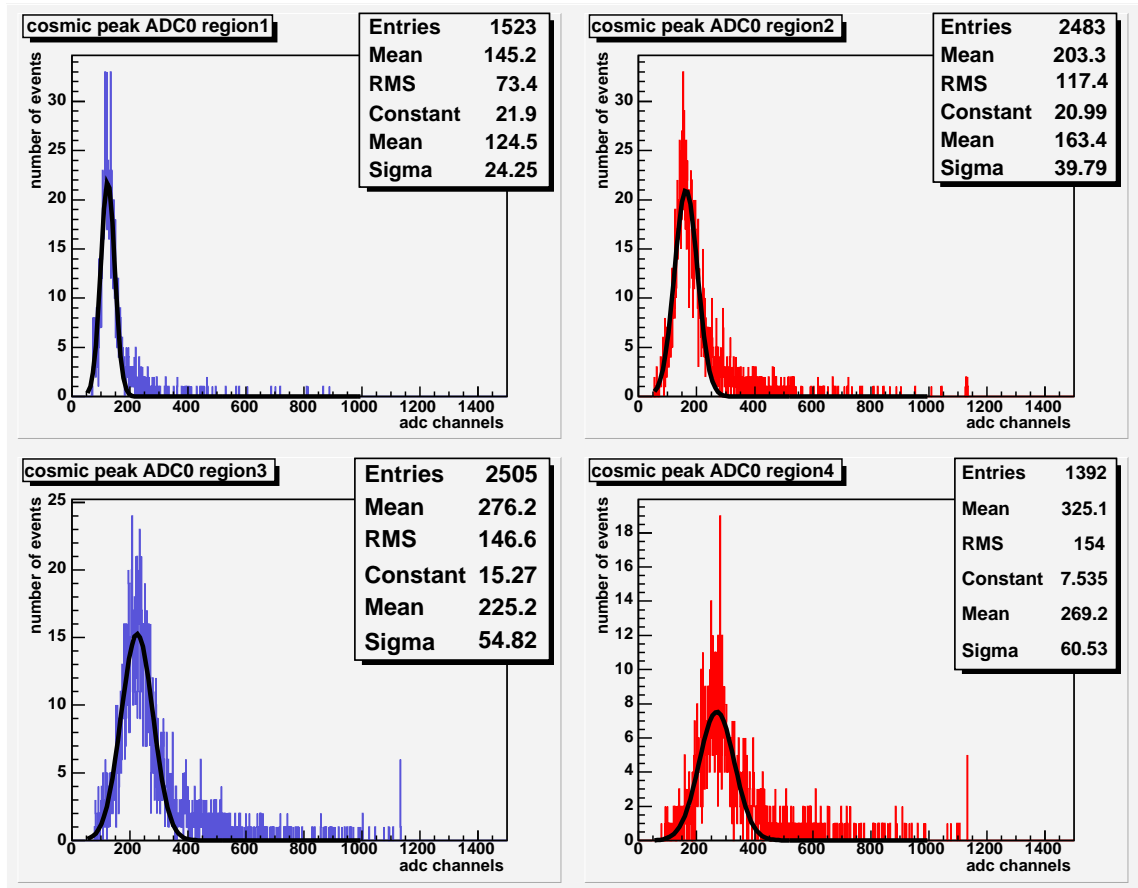 cosmic peak ADC0 region1
Entries 1523
Mean 145.2
RMS 73.4
Constant 21.9
Mean 124.5
Sigma 24.25
number of events
30
25
20
15
10
5
0
0 200 400 600 800 1000 1200 1400
adc channels
cosmic peak ADC0 region2
Entries 2483
Mean 203.3
RMS 117.4
Constant 20.99
Mean 163.4
Sigma 39.79
number of events
30
25
20
15
10
5
0
0 200 400 600 800 1000 1200 1400
adc channels
cosmic peak ADC0 region3
Entries 2505
Mean 276.2
RMS 146.6
Constant 15.27
Mean 225.2
Sigma 54.82
number of events
25
20
15
10
5
0
0 200 400 600 800 1000 1200 1400
adc channels
cosmic peak ADC0 region4
Entries 1392
Mean 325.1
RMS 154
Constant 7.535
Mean 269.2
Sigma 60.53
number of events
18
16
14
12
10
8
6
4
2
0
0 200 400 600 800 1000 1200 1400
adc channels